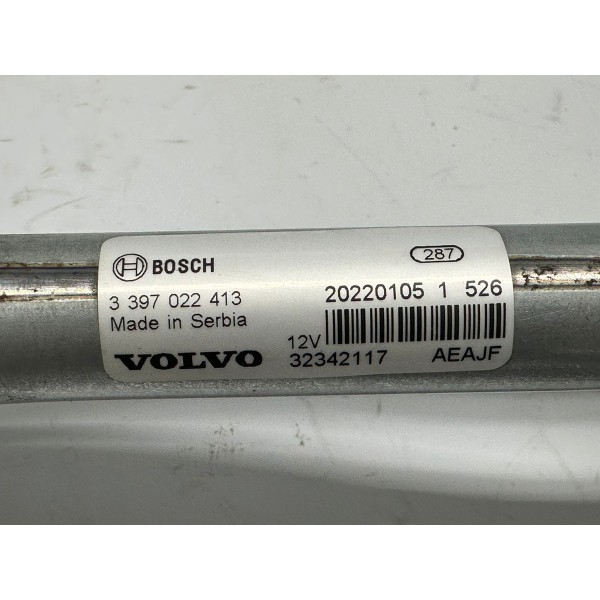 BOSCH
287
3 397 022 413
20220105 1 526
Made in Serbia
12V
VOLVO
32342117
AEAJF